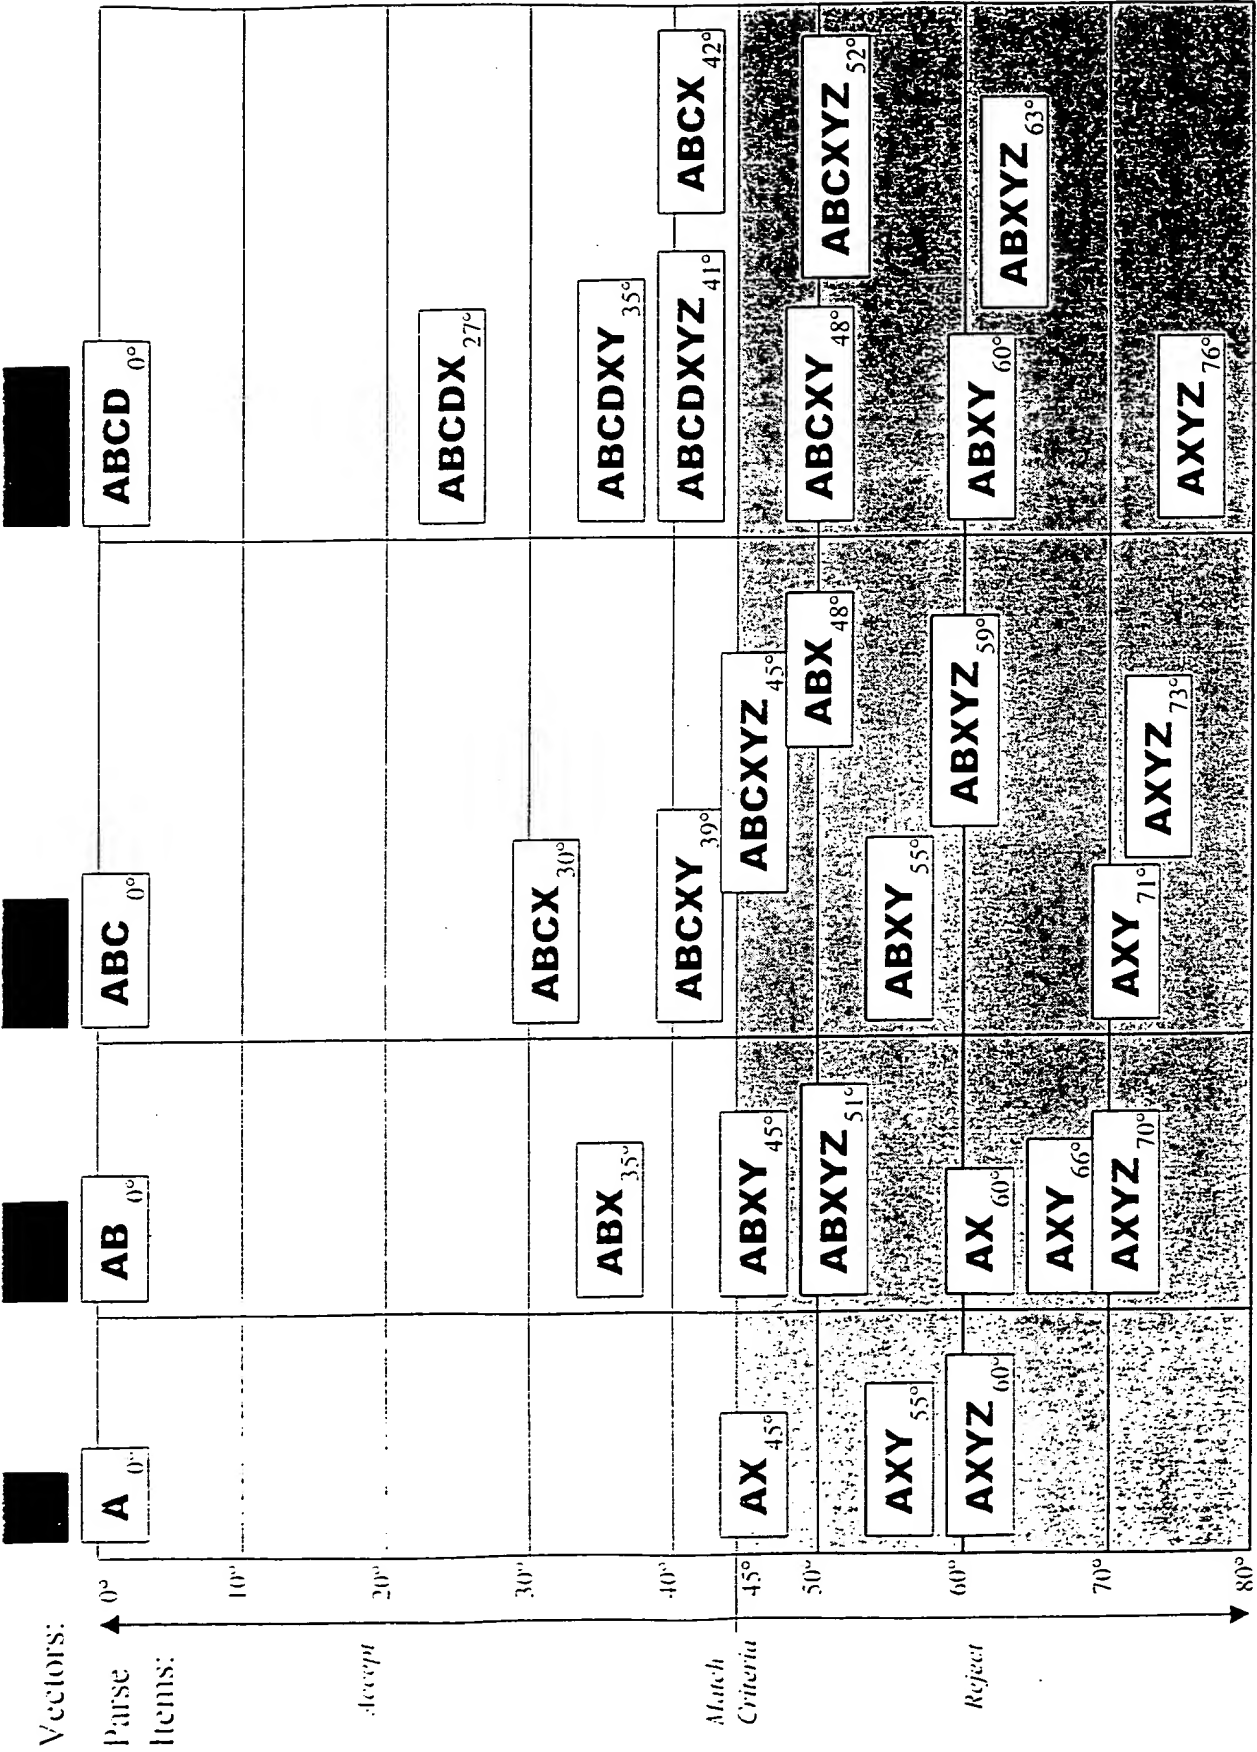 Vectors:
Parse
Items:
A 0°
AB 0°
ABC 0°
ABCD 0°
0°
10°
20°
30°
40°
45°
50°
60°
70°
80°
Accept
Match
Criteria
Reject
AX 45°
AXY 55°
AXYZ 60°
ABX 35°
ABXY 45°
ABXYZ 51°
AX 60°
AXY 66°
AXYZ 70°
ABCX 30°
ABCXY 39°
ABCXYZ 45°
ABX 48°
ABXY 55°
ABXYZ 59°
AXY 71°
AXYZ 73°
ABCDX 27°
ABCDXY 35°
ABCDXYZ 41°
ABCX 42°
ABCXY 48°
ABCXYZ 52°
ABXY 60°
ABXYZ 63°
AXYZ 76°